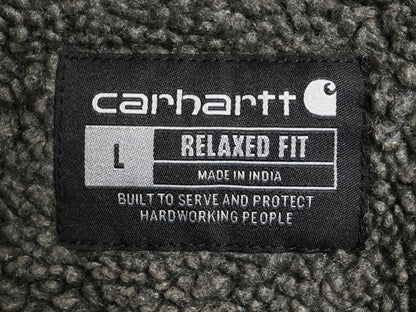 carhartt
L
RELAXED FIT
MADE IN INDIA
BUILT TO SERVE AND PROTECT
HARDWORKING PEOPLE